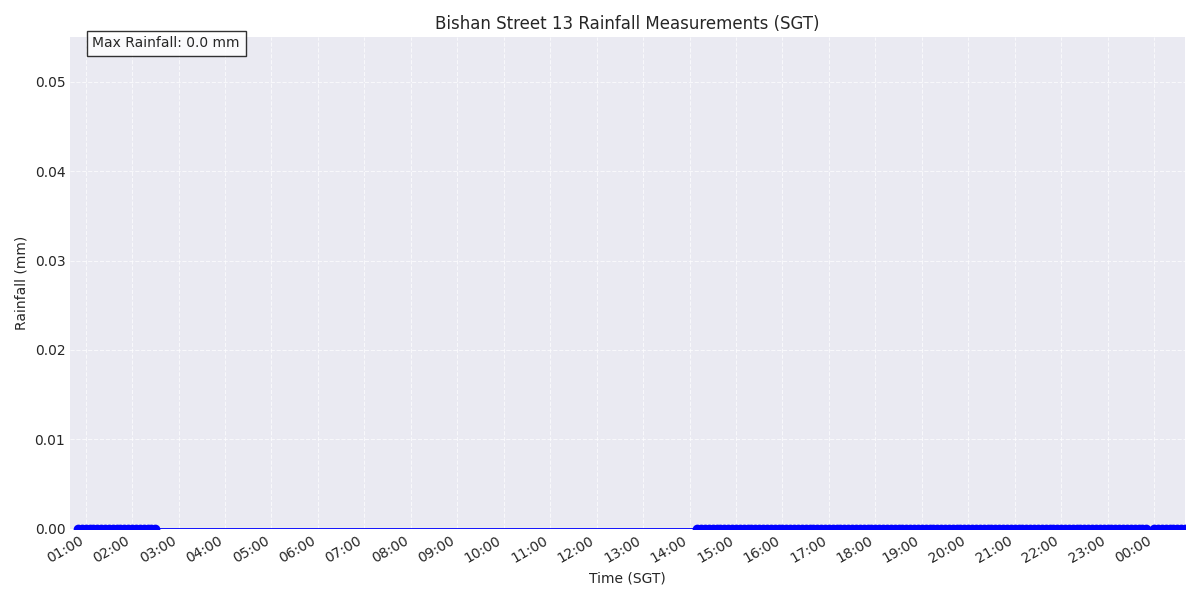 Bishan Street 13 Rainfall Measurements (SGT)
Max Rainfall: 0.0 mm
0.05
0.04
0.03
0.02
0.01
0.00
Rainfall (mm)
01:00 02:00 03:00 04:00 05:00 06:00 07:00 08:00 09:00 10:00 11:00 12:00 13:00 14:00 15:00 16:00 17:00 18:00 19:00 20:00 21:00 22:00 23:00 00:00
Time (SGT)